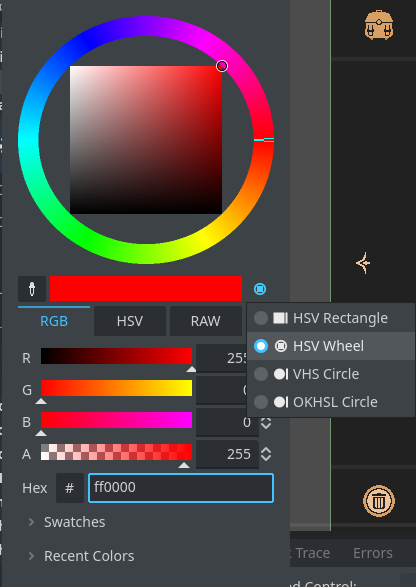 RGB HSV RAW
HSV Rectangle
HSV Wheel
VHS Circle
OKHSL Circle
R 255
G 0
B 0
A 255
Hex # ff0000
Swatches
Recent Colors
Trace Errors
Control: